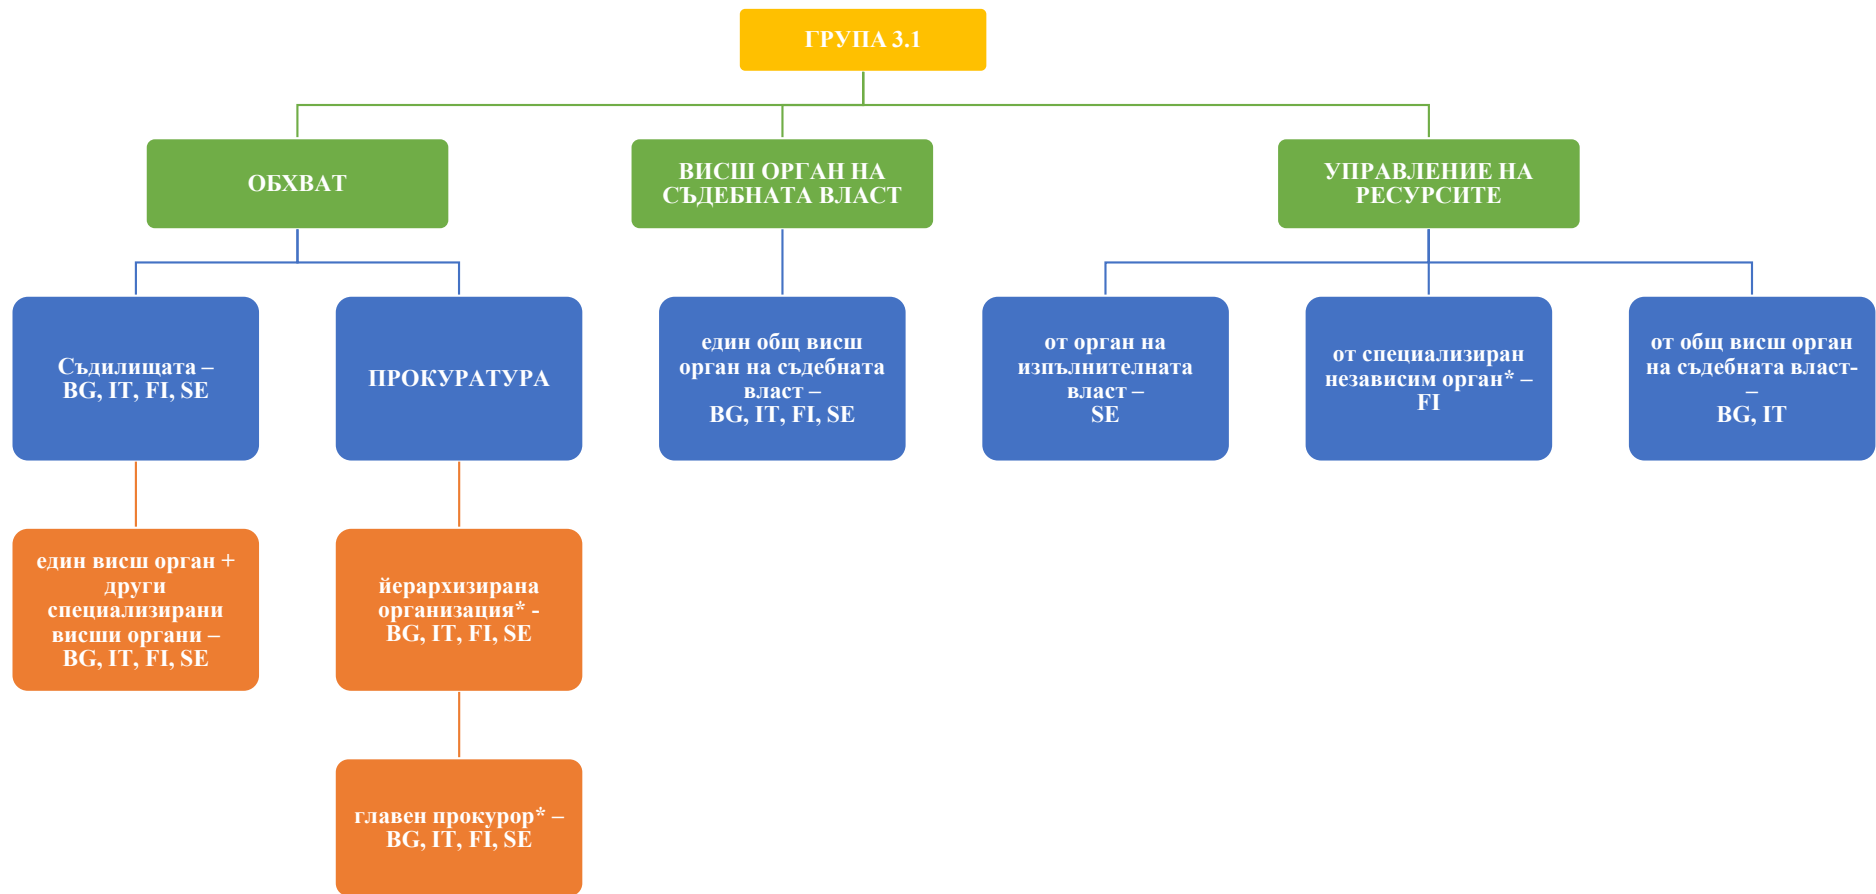 ГРУПА 3.1
ОБХВАТ
ВИСШ ОРГАН НА
СЪДЕБНАТА ВЛАСТ
УПРАВЛЕНИЕ НА
РЕСУРСИТЕ
Съдилищата –
BG, IT, FI, SE
ПРОКУРАТУРА
един общ висш
орган на съдебната
власт –
BG, IT, FI, SE
от орган на
изпълнителната
власт –
SE
от специализиран
независим орган* –
FI
от общ висш орган
на съдебната власт-
–
BG, IT
един висш орган +
други
специализирани
висши органи –
BG, IT, FI, SE
йерархизирана
организация* -
BG, IT, FI, SE
главен прокурор* –
BG, IT, FI, SE